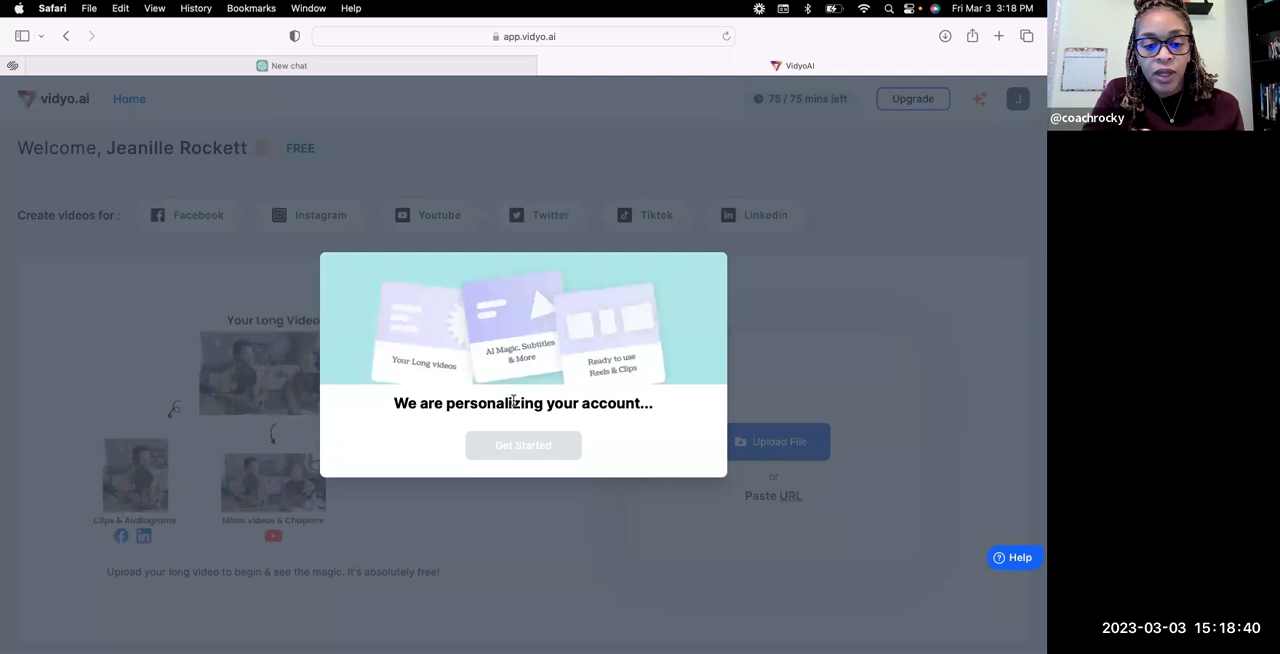 Safari File Edit View History Bookmarks Window Help
Fri Mar 3 3:18 PM
app.vidyo.ai
New chat
VidyoAI
vidyo.ai Home
75 / 75 mins left
Upgrade
J
@coachrocky
Welcome, Jeanille Rockett FREE
Create videos for : Facebook Instagram Youtube Twitter Tiktok Linkedin
Your Long Video
Your Long videos
AI Magic, Subtitles
& More
Ready to use
Reels & Clips
We are personalizing your account...
Get Started
Upload File
or
Paste URL
Clips & Audiograms
Micro videos & Chapters
Help
Upload your long video to begin & see the magic. It's absolutely free!
2023-03-03 15:18:40